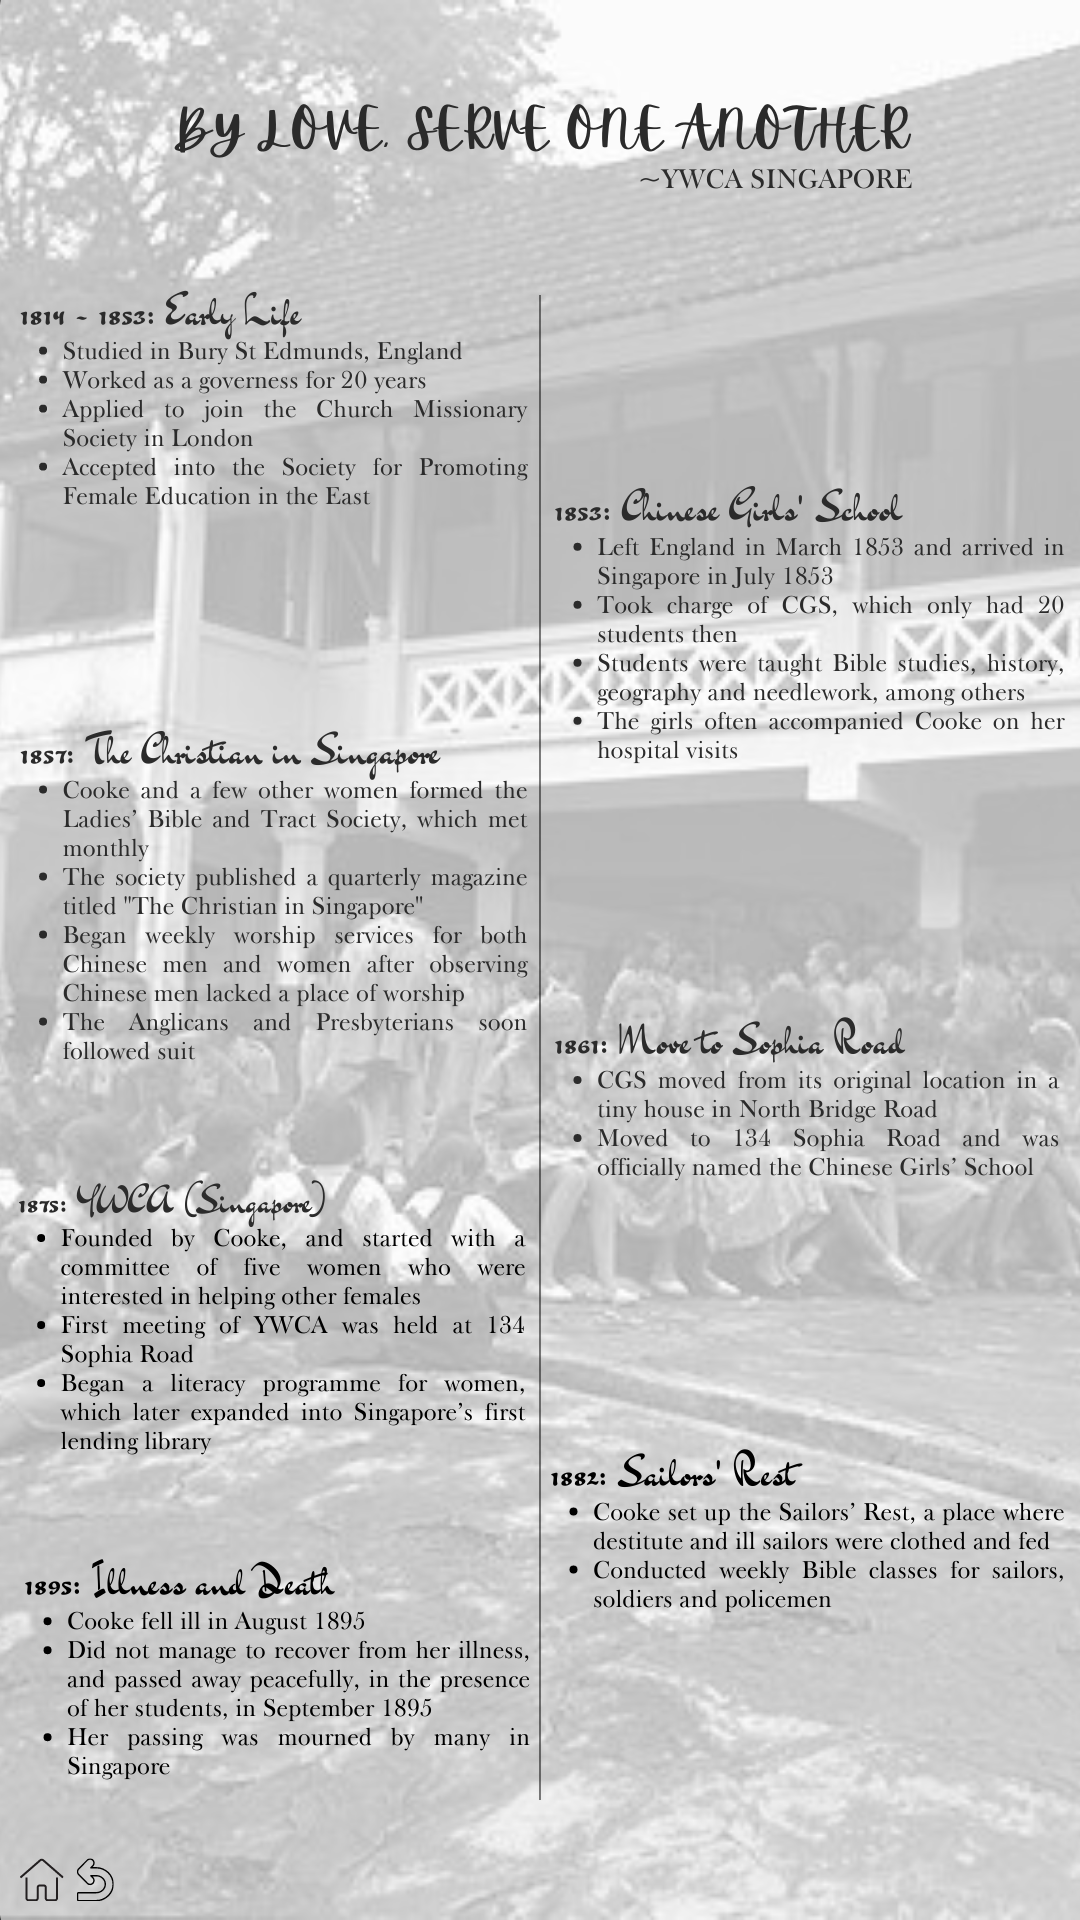 BY LOVE, SERVE ONE ANOTHER
~YWCA SINGAPORE
1814 - 1853: Early Life
• Studied in Bury St Edmunds, England
• Worked as a governess for 20 years
• Applied to join the Church Missionary
Society in London
• Accepted into the Society for Promoting
Female Education in the East
1853: Chinese Girls' School
• Left England in March 1853 and arrived in
Singapore in July 1853
• Took charge of CGS, which only had 20
students then
• Students were taught Bible studies, history,
geography and needlework, among others
• The girls often accompanied Cooke on her
hospital visits
1857: The Christian in Singapore
• Cooke and a few other women formed the
Ladies’ Bible and Tract Society, which met
monthly
• The society published a quarterly magazine
titled "The Christian in Singapore"
• Began weekly worship services for both
Chinese men and women after observing
Chinese men lacked a place of worship
• The Anglicans and Presbyterians soon
followed suit
1861: Move to Sophia Road
• CGS moved from its original location in a
tiny house in North Bridge Road
• Moved to 134 Sophia Road and was
officially named the Chinese Girls’ School
1875: YWCA (Singapore)
• Founded by Cooke, and started with a
committee of five women who were
interested in helping other females
• First meeting of YWCA was held at 134
Sophia Road
• Began a literacy programme for women,
which later expanded into Singapore’s first
lending library
1882: Sailors' Rest
• Cooke set up the Sailors’ Rest, a place where
destitute and ill sailors were clothed and fed
• Conducted weekly Bible classes for sailors,
soldiers and policemen
1895: Illness and Death
• Cooke fell ill in August 1895
• Did not manage to recover from her illness,
and passed away peacefully, in the presence
of her students, in September 1895
• Her passing was mourned by many in
Singapore